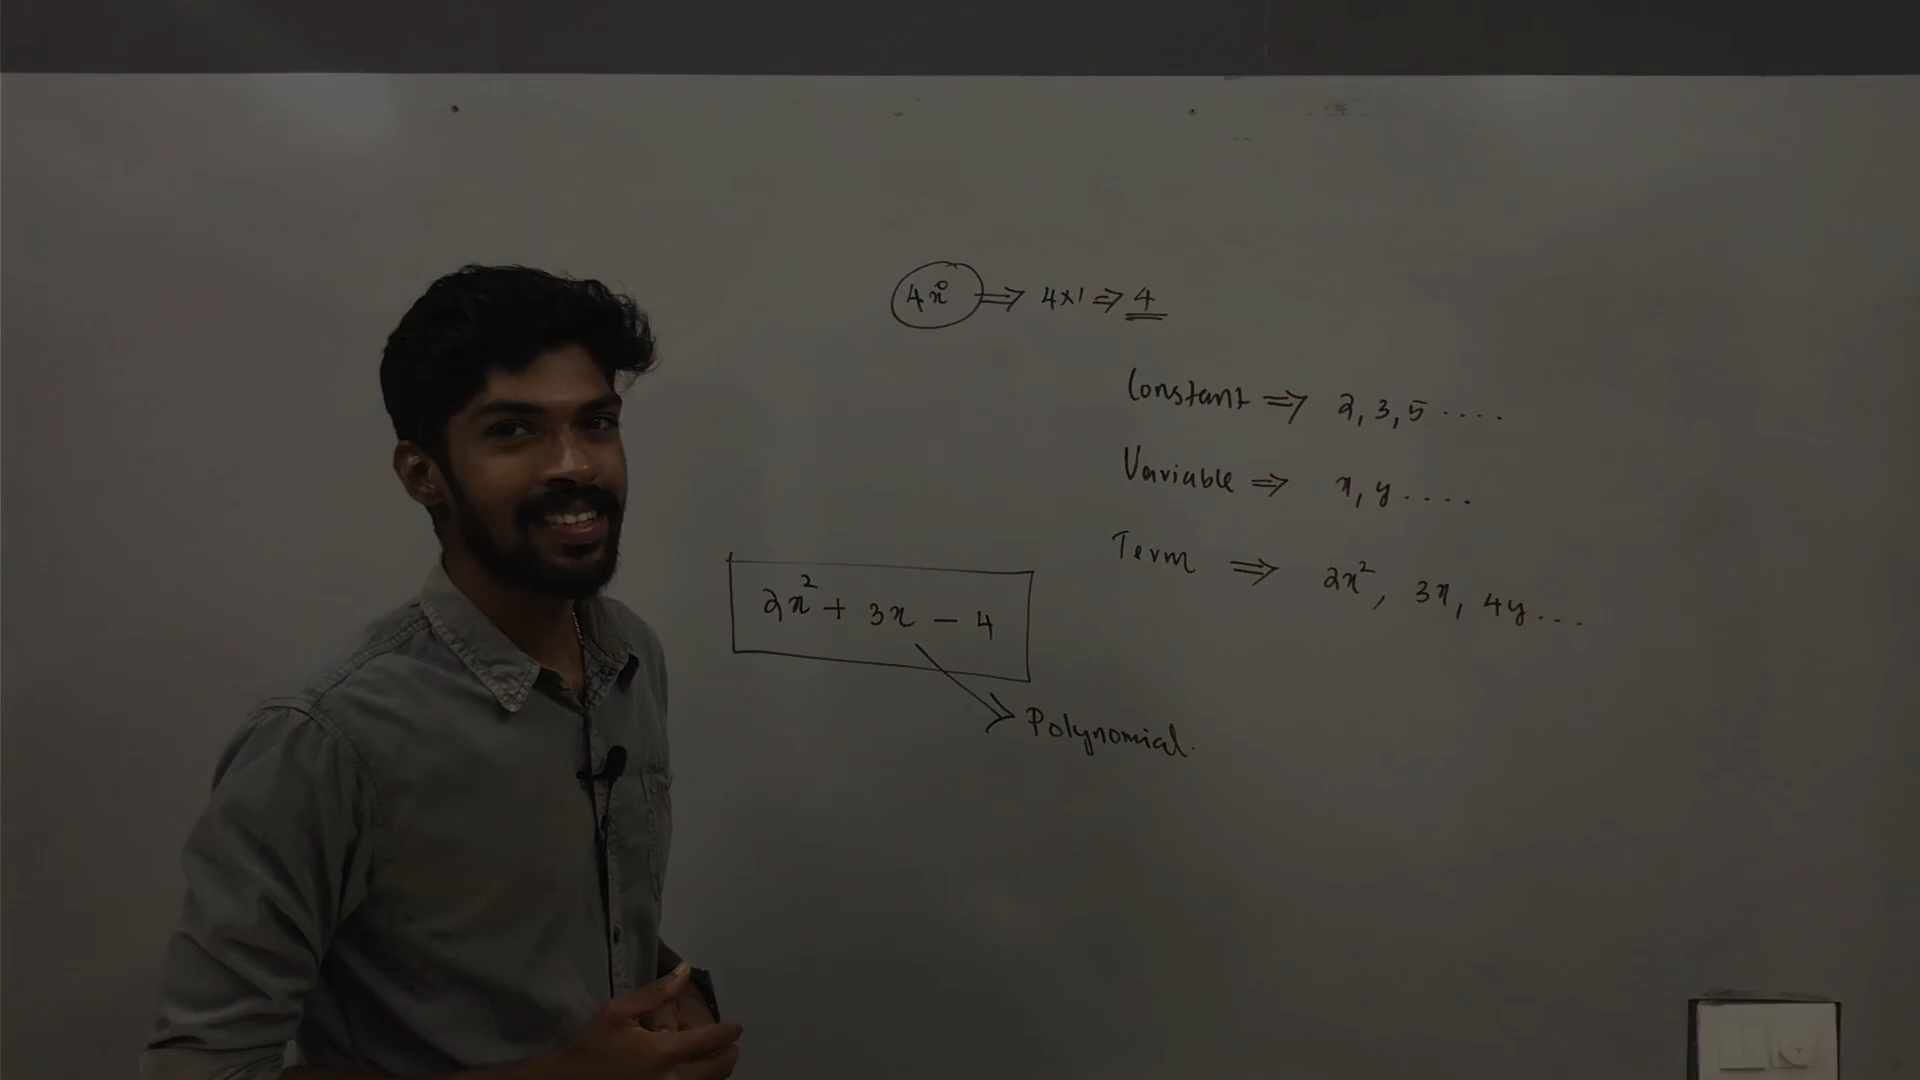 4x⁰ ⇒ 4×1 ⇒ 4
Constant ⇒ 2, 3, 5 ....
Variable ⇒ x, y ....
Term ⇒ 2x², 3x, 4y ...
2x² + 3x - 4
Polynomial.